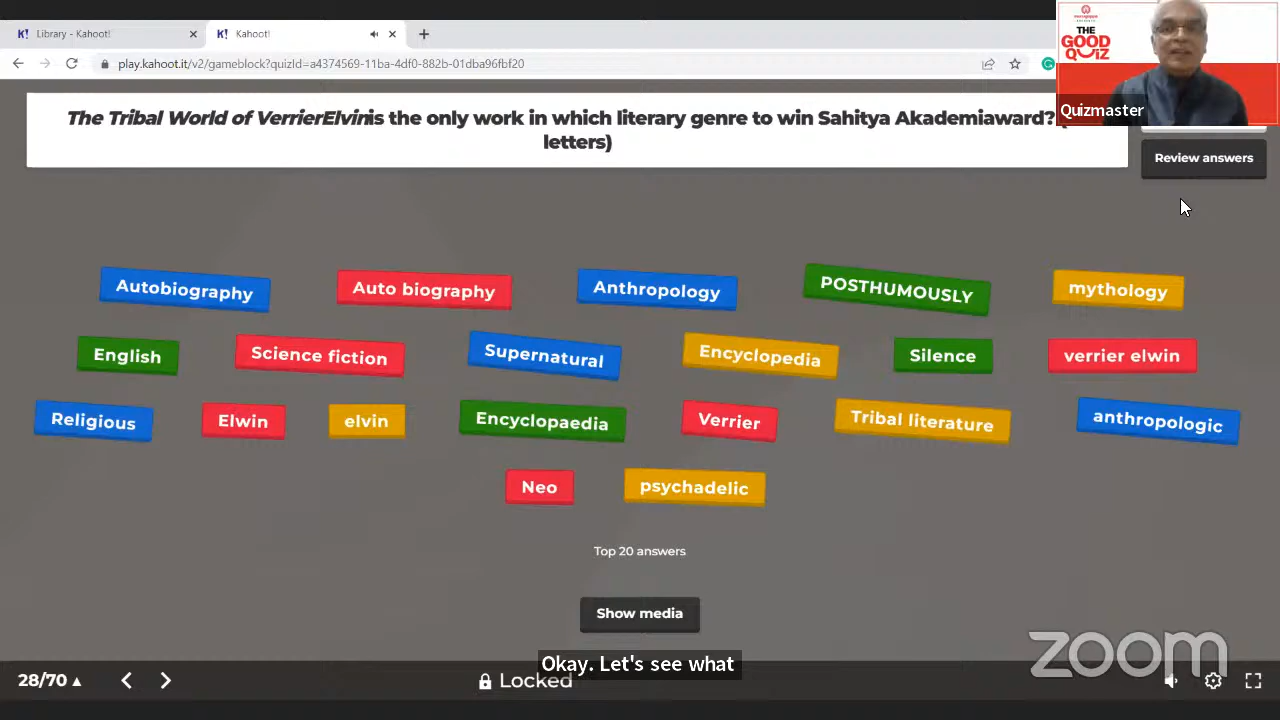 Library - Kahoot!
Kahoot!
play.kahoot.it/v2/gameblock?quizId=a4374569-11ba-4df0-882b-01dbd96fbf20
THE
GOOD
QUIZ
Quizmaster
The Tribal World of VerrierElvinis the only work in which literary genre to win Sahitya Akademiaward? (
letters)
Review answers
Autobiography
Auto biography
Anthropology
POSTHUMOUSLY
mythology
English
Science fiction
Supernatural
Encyclopedia
Silence
verrier elwin
Religious
Elwin
elvin
Encyclopaedia
Verrier
Tribal literature
anthropologic
Neo
psychadelic
Top 20 answers
Show media
Okay. Let's see what
zoom
28/70
Locked